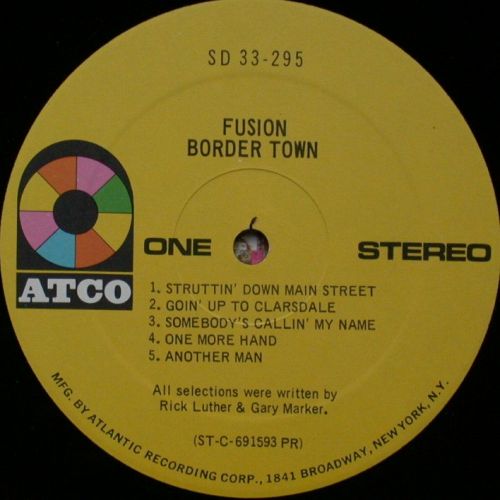 SD 33-295
FUSION
BORDER TOWN
ATCO
ONE
STEREO
1. STRUTTIN' DOWN MAIN STREET
2. GOIN' UP TO CLARSDALE
3. SOMEBODY'S CALLIN' MY NAME
4. ONE MORE HAND
5. ANOTHER MAN
All selections were written by
Rick Luther & Gary Marker.
(ST-C-691593 PR)
MFG. BY ATLANTIC RECORDING CORP., 1841 BROADWAY, NEW YORK, N.Y.